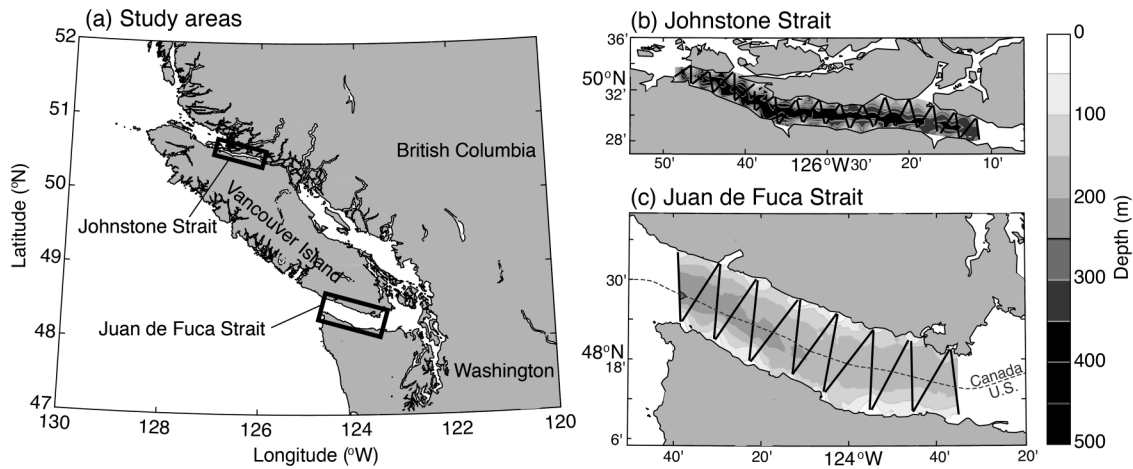 (a) Study areas
52
51
50
49
48
47
Latitude (°N)
130
128
126
124
122
120
Longitude (°W)
British Columbia
Vancouver Island
Johnstone Strait
Juan de Fuca Strait
Washington
(b) Johnstone Strait
36'
50°N
32'
28'
50'
40'
126°W30'
20'
10'
(c) Juan de Fuca Strait
30'
48°N
18'
6'
40'
124°W
40'
20'
Canada
U.S.
0
100
200
300
400
500
Depth (m)